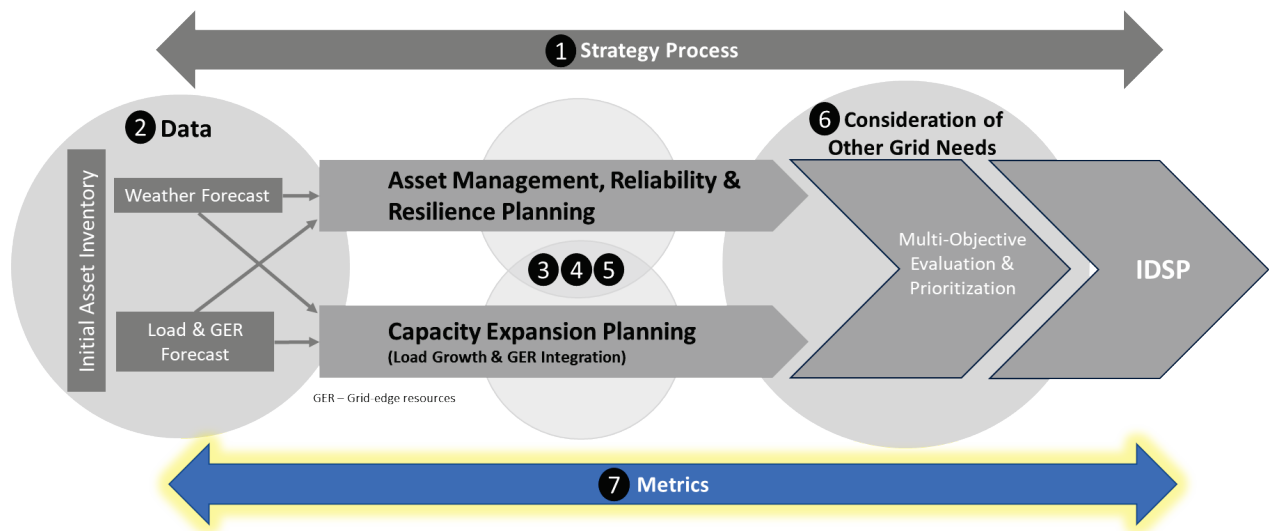 1 Strategy Process
2 Data
6 Consideration of
Other Grid Needs
Initial Asset Inventory
Weather Forecast
Load & GER
Forecast
Asset Management, Reliability &
Resilience Planning
3 4 5
Capacity Expansion Planning
(Load Growth & GER Integration)
GER – Grid-edge resources
Multi-Objective
Evaluation &
Prioritization
IDSP
7 Metrics